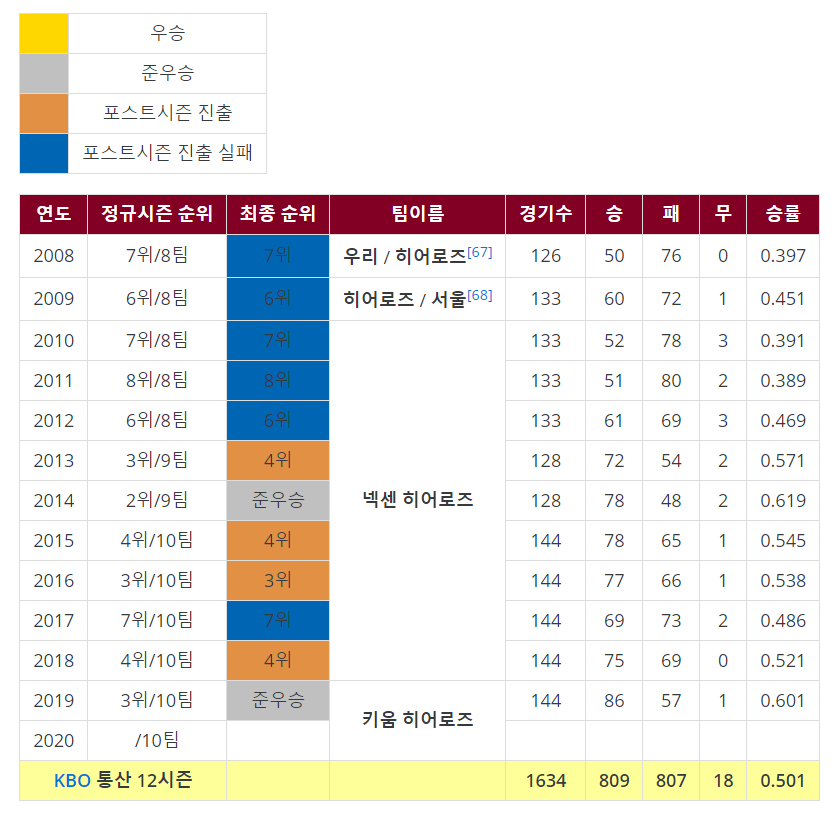 우승
준우승
포스트시즌 진출
포스트시즌 진출 실패
연도 정규시즌 순위 최종 순위 팀이름 경기수 승 패 무 승률
2008 7위/8팀 7위 우리 / 히어로즈[67] 126 50 76 0 0.397
2009 6위/8팀 6위 히어로즈 / 서울[68] 133 60 72 1 0.451
2010 7위/8팀 7위 133 52 78 3 0.391
2011 8위/8팀 8위 133 51 80 2 0.389
2012 6위/8팀 6위 133 61 69 3 0.469
2013 3위/9팀 4위 128 72 54 2 0.571
2014 2위/9팀 준우승 넥센 히어로즈 128 78 48 2 0.619
2015 4위/10팀 4위 144 78 65 1 0.545
2016 3위/10팀 3위 144 77 66 1 0.538
2017 7위/10팀 7위 144 69 73 2 0.486
2018 4위/10팀 4위 144 75 69 0 0.521
2019 3위/10팀 준우승 키움 히어로즈 144 86 57 1 0.601
2020 /10팀
KBO 통산 12시즌 1634 809 807 18 0.501